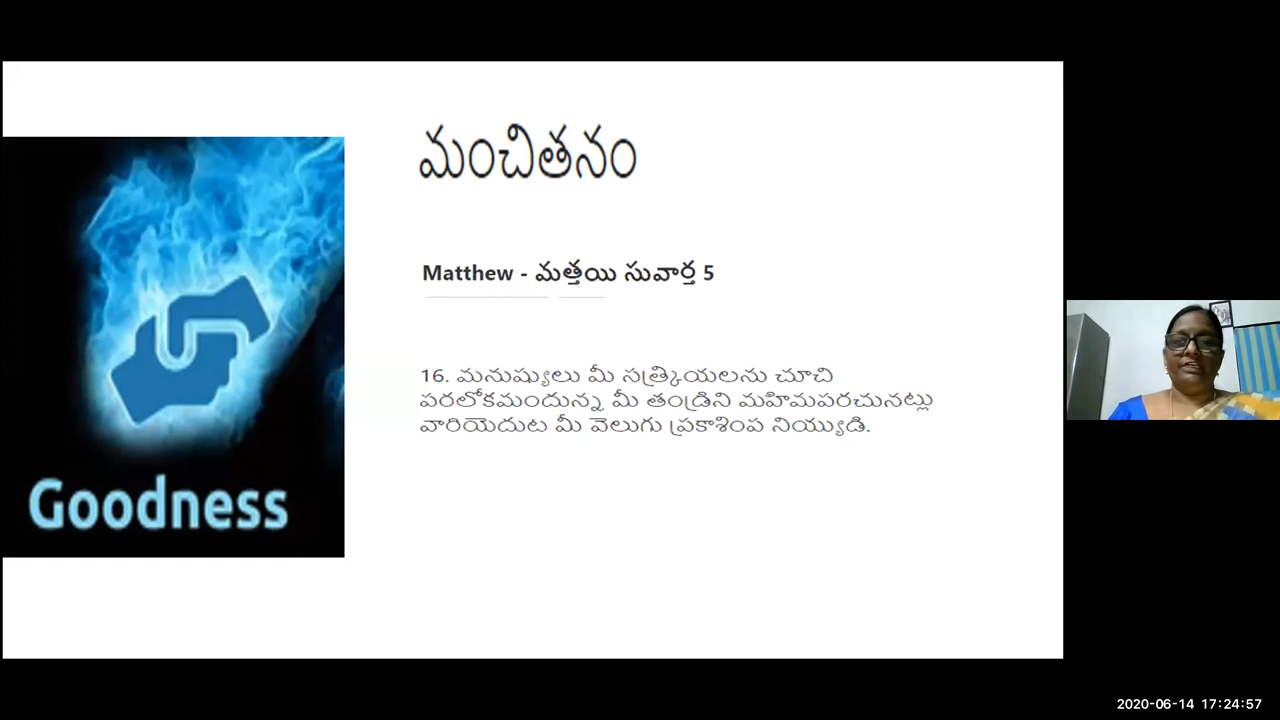 మంచితనం
Matthew - మత్తయి సువార్త 5
16. మనుష్యులు మీ సత్క్రియలను చూచి
పరలోకమందున్న మీ తండ్రిని మహిమపరచునట్లు
వారియెదుట మీ వెలుగు ప్రకాశింప నియ్యుడి.
Goodness
2020-06-14 17:24:57